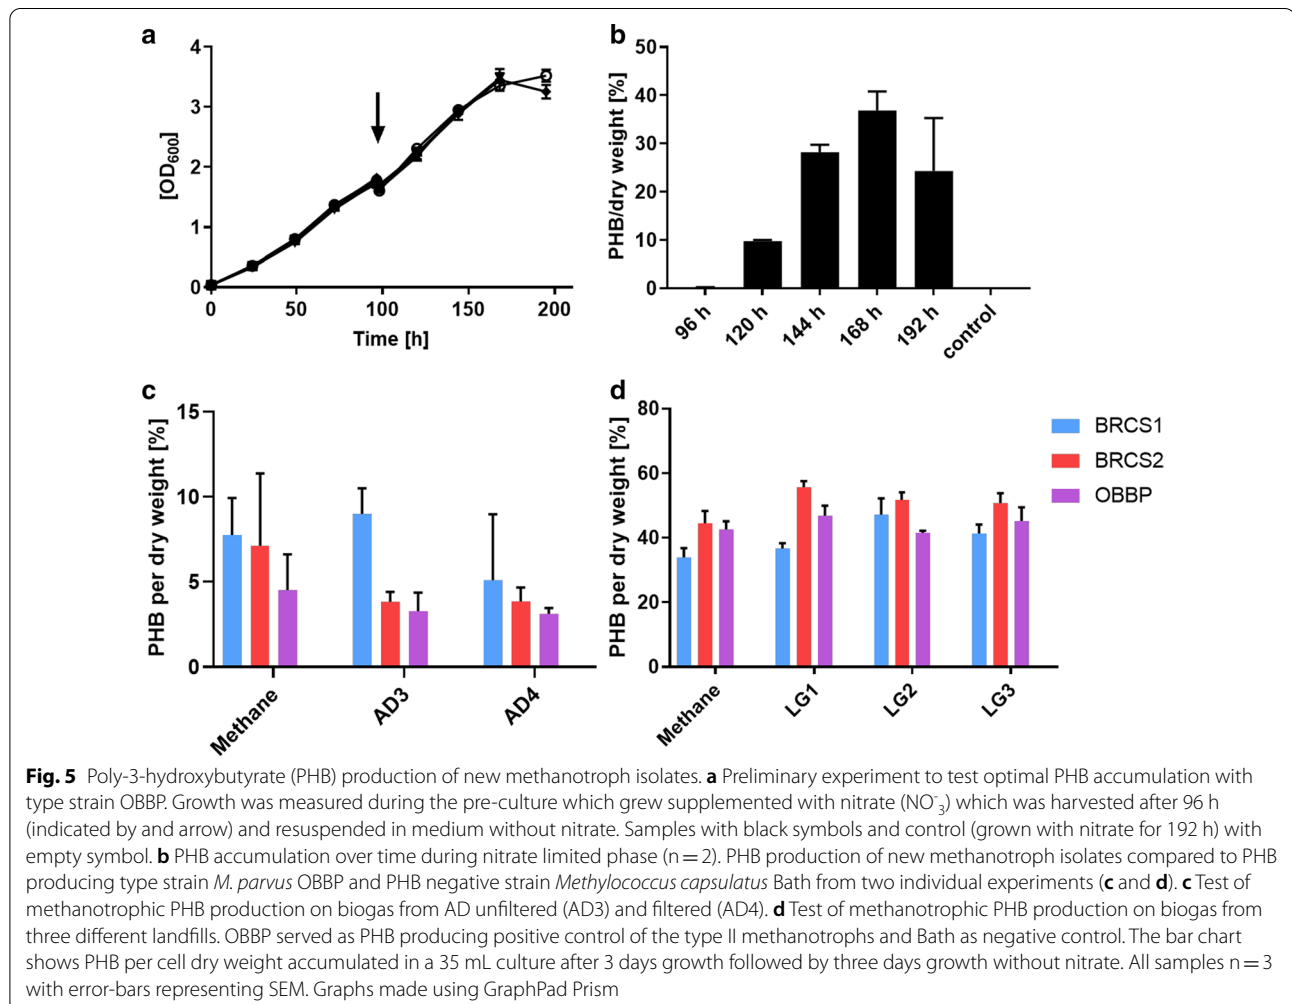 a
[OD600]
4
3
2
1
0
0 50 100 150 200
Time [h]
b
PHB/dry weight [%]
50
40
30
20
10
0
96 h 120 h 144 h 168 h 192 h control
c
PHB per dry weight [%]
15
10
5
0
Methane AD3 AD4
d
PHB per dry weight [%]
80
60
40
20
0
Methane LG1 LG2 LG3
BRCS1
BRCS2
OBBP
Fig. 5 Poly-3-hydroxybutyrate (PHB) production of new methanotroph isolates. a Preliminary experiment to test optimal PHB accumulation with
type strain OBBP. Growth was measured during the pre-culture which grew supplemented with nitrate (NO⁻₃) which was harvested after 96 h
(indicated by and arrow) and resuspended in medium without nitrate. Samples with black symbols and control (grown with nitrate for 192 h) with
empty symbol. b PHB accumulation over time during nitrate limited phase (n = 2). PHB production of new methanotroph isolates compared to PHB
producing type strain M. parvus OBBP and PHB negative strain Methylococcus capsulatus Bath from two individual experiments (c and d). c Test of
methanotrophic PHB production on biogas from AD unfiltered (AD3) and filtered (AD4). d Test of methanotrophic PHB production on biogas from
three different landfills. OBBP served as PHB producing positive control of the type II methanotrophs and Bath as negative control. The bar chart
shows PHB per cell dry weight accumulated in a 35 mL culture after 3 days growth followed by three days growth without nitrate. All samples n = 3
with error-bars representing SEM. Graphs made using GraphPad Prism